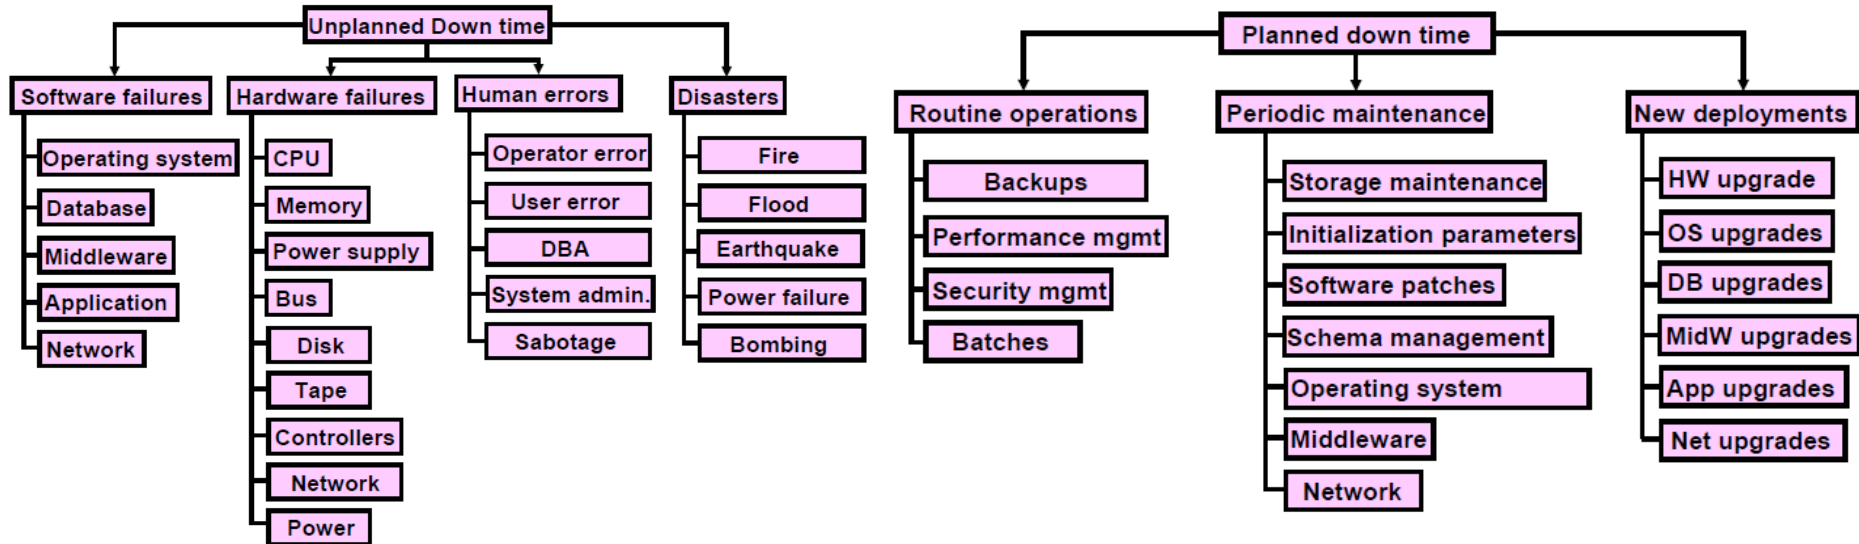 Unplanned Down time
Software failures
Operating system
Database
Middleware
Application
Network
Hardware failures
CPU
Memory
Power supply
Bus
Disk
Tape
Controllers
Network
Power
Human errors
Operator error
User error
DBA
System admin.
Sabotage
Disasters
Fire
Flood
Earthquake
Power failure
Bombing
Planned down time
Routine operations
Backups
Performance mgmt
Security mgmt
Batches
Periodic maintenance
Storage maintenance
Initialization parameters
Software patches
Schema management
Operating system
Middleware
Network
New deployments
HW upgrade
OS upgrades
DB upgrades
MidW upgrades
App upgrades
Net upgrades